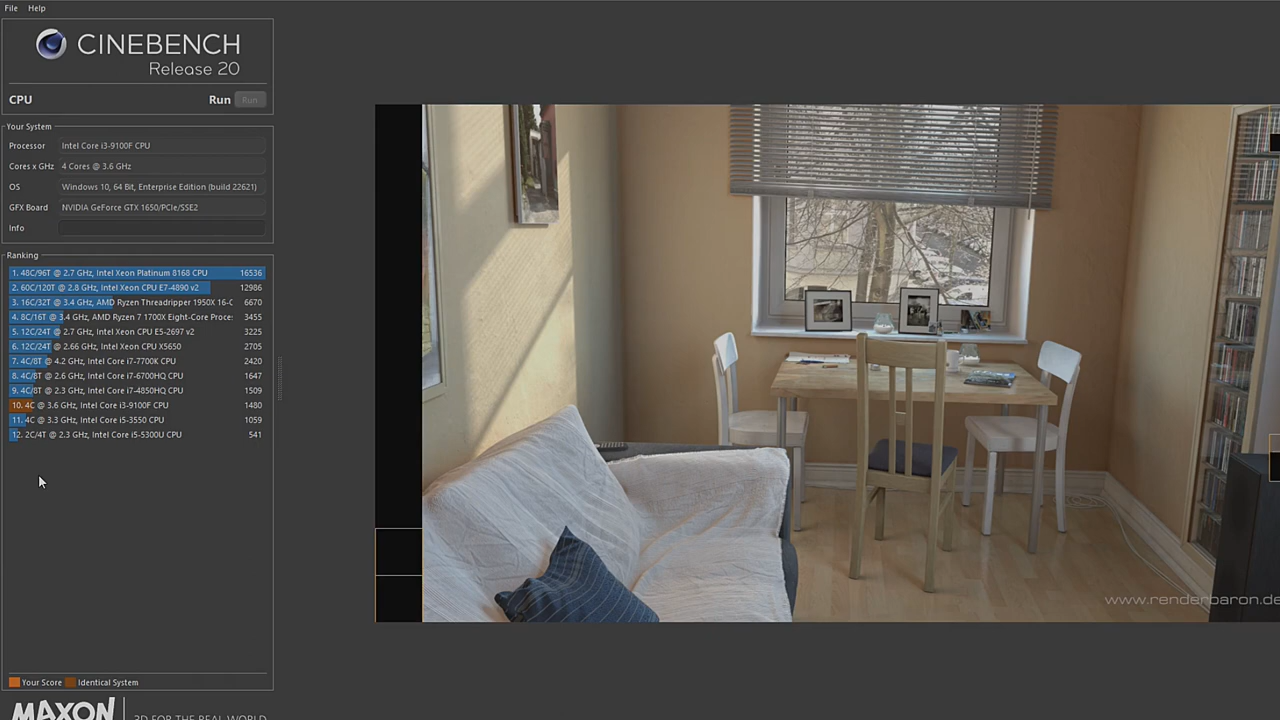 File Help
CINEBENCH
Release 20
CPU Run Run
Your System
Processor Intel Core i3-9100F CPU
Cores x GHz 4 Cores @ 3.6 GHz
OS Windows 10, 64 Bit, Enterprise Edition (build 22621)
GFX Board NVIDIA GeForce GTX 1650/PCIe/SSE2
Info
Ranking
1. 48C/96T @ 2.7 GHz, Intel Xeon Platinum 8168 CPU 16536
2. 60C/120T @ 2.8 GHz, Intel Xeon CPU E7-4890 v2 12986
3. 16C/32T @ 3.4 GHz, AMD Ryzen Threadripper 1950X 16-C 6670
4. 8C/16T @ 3.4 GHz, AMD Ryzen 7 1700X Eight-Core Proce: 3455
5. 12C/24T @ 2.7 GHz, Intel Xeon CPU E5-2697 v2 3225
6. 12C/24T @ 2.66 GHz, Intel Xeon CPU X5650 2705
7. 4C/8T @ 4.2 GHz, Intel Core i7-7700K CPU 2420
8. 4C/8T @ 2.6 GHz, Intel Core i7-6700HQ CPU 1647
9. 4C/8T @ 2.3 GHz, Intel Core i7-4850HQ CPU 1509
10. 4C @ 3.6 GHz, Intel Core i3-9100F CPU 1480
11. 4C @ 3.3 GHz, Intel Core i5-3550 CPU 1059
12. 2C/4T @ 2.3 GHz, Intel Core i5-5300U CPU 541
www.renderbaron.de
Your Score Identical System
MAXON 3D FOR THE REAL WORLD